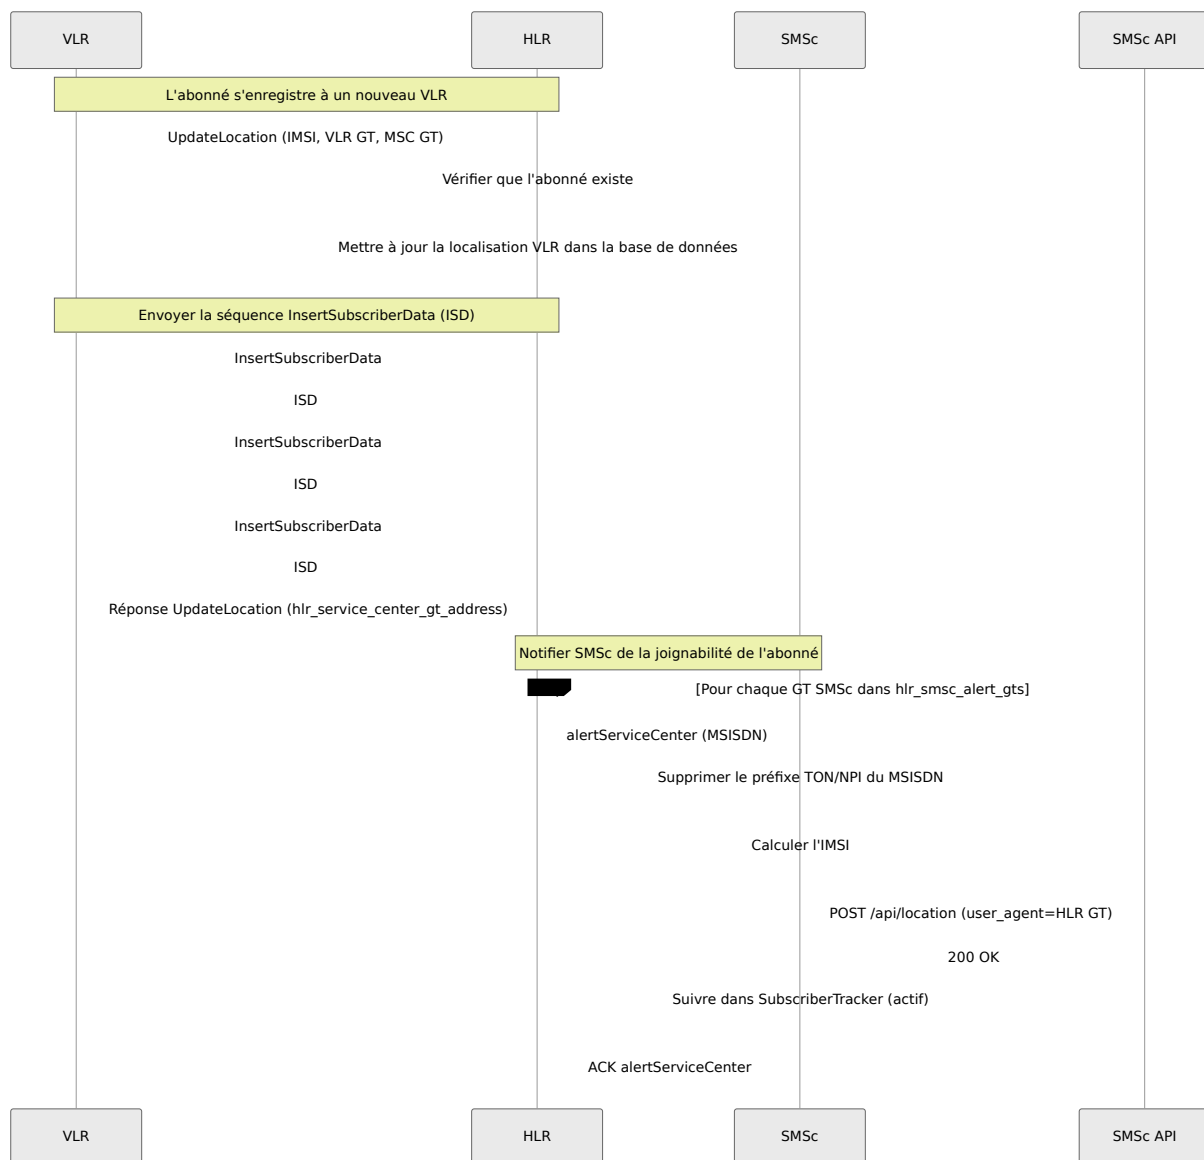 VLR
HLR
SMSc
SMSc API
L'abonné s'enregistre à un nouveau VLR
UpdateLocation (IMSI, VLR GT, MSC GT)
Vérifier que l'abonné existe
Mettre à jour la localisation VLR dans la base de données
Envoyer la séquence InsertSubscriberData (ISD)
InsertSubscriberData
ISD
InsertSubscriberData
ISD
InsertSubscriberData
ISD
Réponse UpdateLocation (hlr_service_center_gt_address)
Notifier SMSc de la joignabilité de l'abonné
[Pour chaque GT SMSc dans hlr_smsc_alert_gts]
alertServiceCenter (MSISDN)
Supprimer le préfixe TON/NPI du MSISDN
Calculer l'IMSI
POST /api/location (user_agent=HLR GT)
200 OK
Suivre dans SubscriberTracker (actif)
ACK alertServiceCenter
VLR
HLR
SMSc
SMSc API